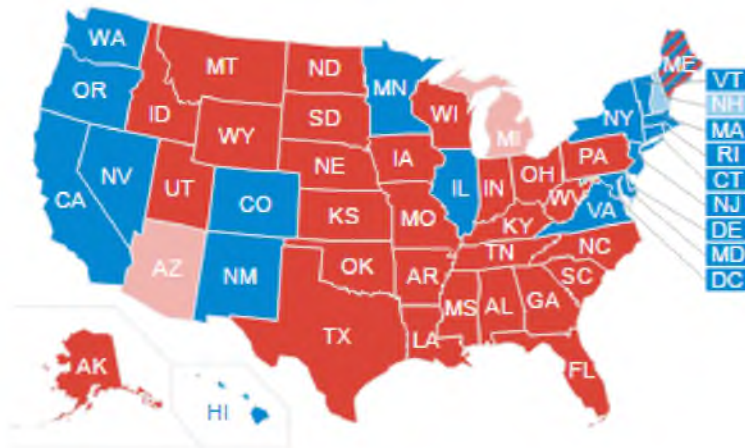 WA
MT
ND
MN
ME
VT
OR
ID
SD
WI
NH
NY
MA
WY
MI
RI
NE
IA
PA
CT
NV
UT
IL
IN
OH
NJ
CA
CO
WV
DE
KS
MO
KY
VA
MD
TN
NC
DC
AZ
NM
OK
AR
SC
MS
AL
GA
TX
LA
AK
FL
HI